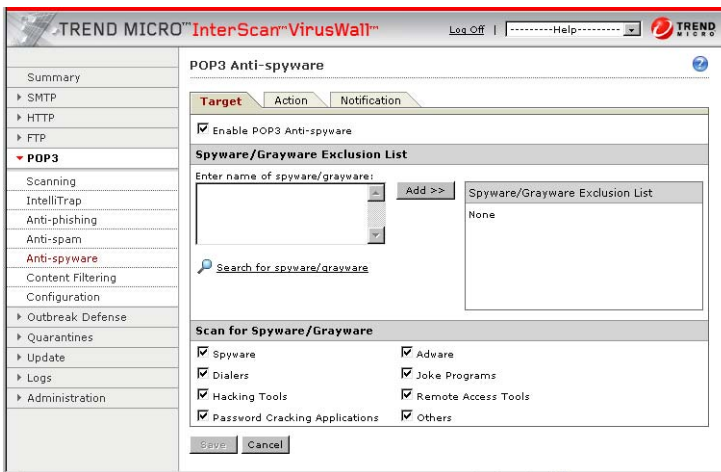 TREND MICRO™ InterScan™ VirusWall™
Log Off | ---------Help---------
TREND MICRO
Summary
SMTP
HTTP
FTP
POP3
Scanning
IntelliTrap
Anti-phishing
Anti-spam
Anti-spyware
Content Filtering
Configuration
Outbreak Defense
Quarantines
Update
Logs
Administration
POP3 Anti-spyware
?
Target Action Notification
Enable POP3 Anti-spyware
Spyware/Grayware Exclusion List
Enter name of spyware/grayware:
Add >>
Spyware/Grayware Exclusion List
None
Search for spyware/grayware
Scan for Spyware/Grayware
Spyware Adware
Dialers Joke Programs
Hacking Tools Remote Access Tools
Password Cracking Applications Others
Save Cancel